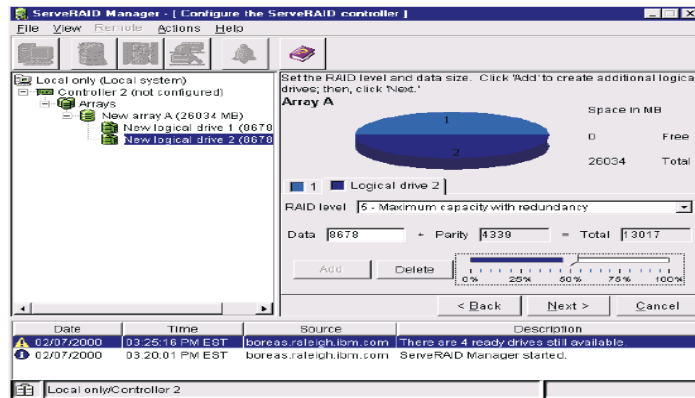 ServeRAID Manager - [ Configure the ServeRAID controller ]
File View Remote Actions Help
Local only (Local system)
Controller 2 (not configured)
Arrays
New array A (26034 MB)
New logical drive 1 (8678
New logical drive 2 (8678
Set the RAID level and data size. Click 'Add' to create additional logica
drives; then, click 'Next.'
Array A
1
2
Space in MB
0 Free
26034 Total
1 Logical drive 2
RAID level 5 - Maximum capacity with redundancy
Data 8678 + Parity 4339 = Total 13017
Add Delete
0% 25% 50% 75% 100%
< Back Next > Cancel
Date Time Source Description
02/07/2000 03:25:16 PM EST boreas.raleigh.ibm.com There are 4 ready drives still available.
02/07/2000 03:20:01 PM EST boreas.raleigh.ibm.com ServeRAID Manager started.
Local only/Controller 2